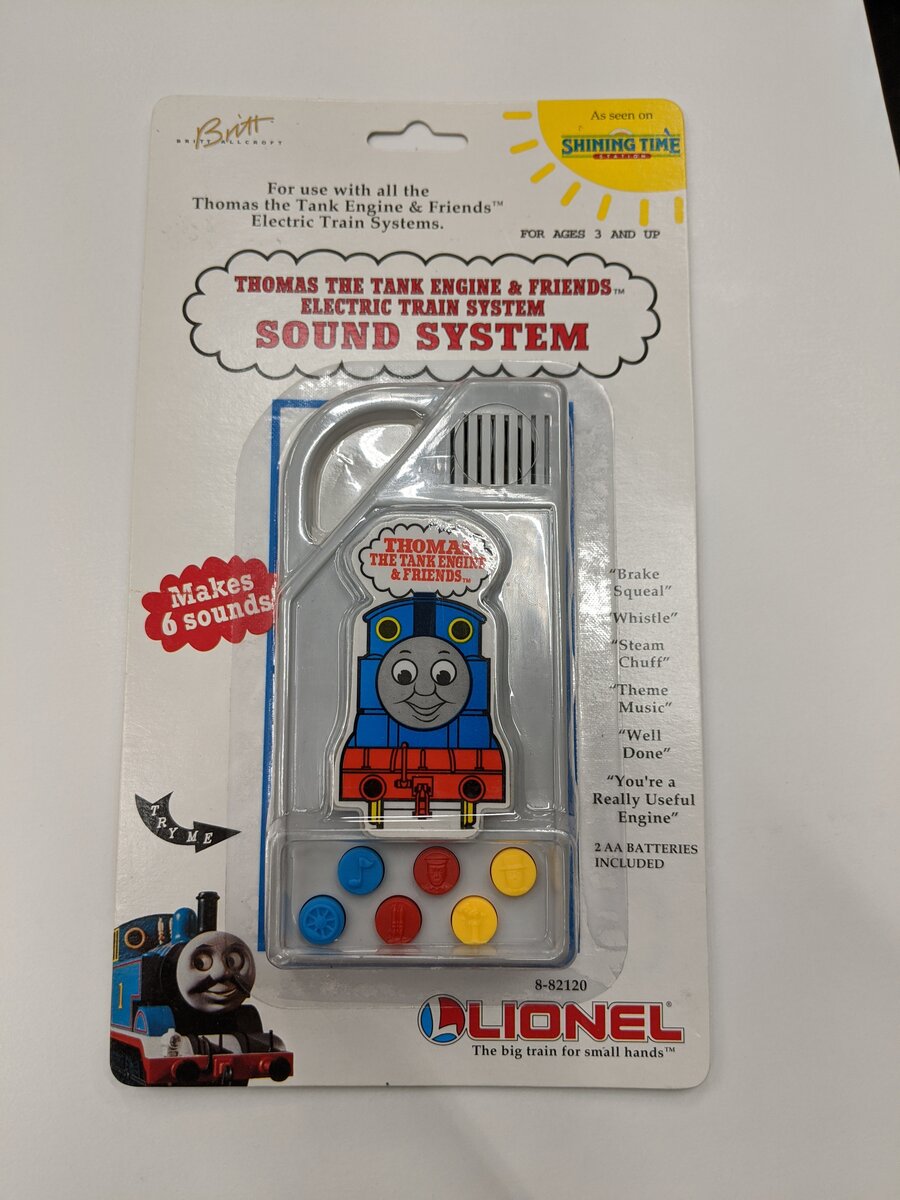 Britt
BRITT ALLCROFT
As seen on
SHINING TIME
STATION
For use with all the
Thomas the Tank Engine & Friends™
Electric Train Systems.
FOR AGES 3 AND UP
THOMAS THE TANK ENGINE & FRIENDS™
ELECTRIC TRAIN SYSTEM
SOUND SYSTEM
THOMAS
THE TANK ENGINE
& FRIENDS™
Makes
6 sounds!
"Brake
Squeal"
"Whistle"
"Steam
Chuff"
"Theme
Music"
"Well
Done"
"You're a
Really Useful
Engine"
2 AA BATTERIES
INCLUDED
TRY ME
1
8-82120
LIONEL®
The big train for small hands™